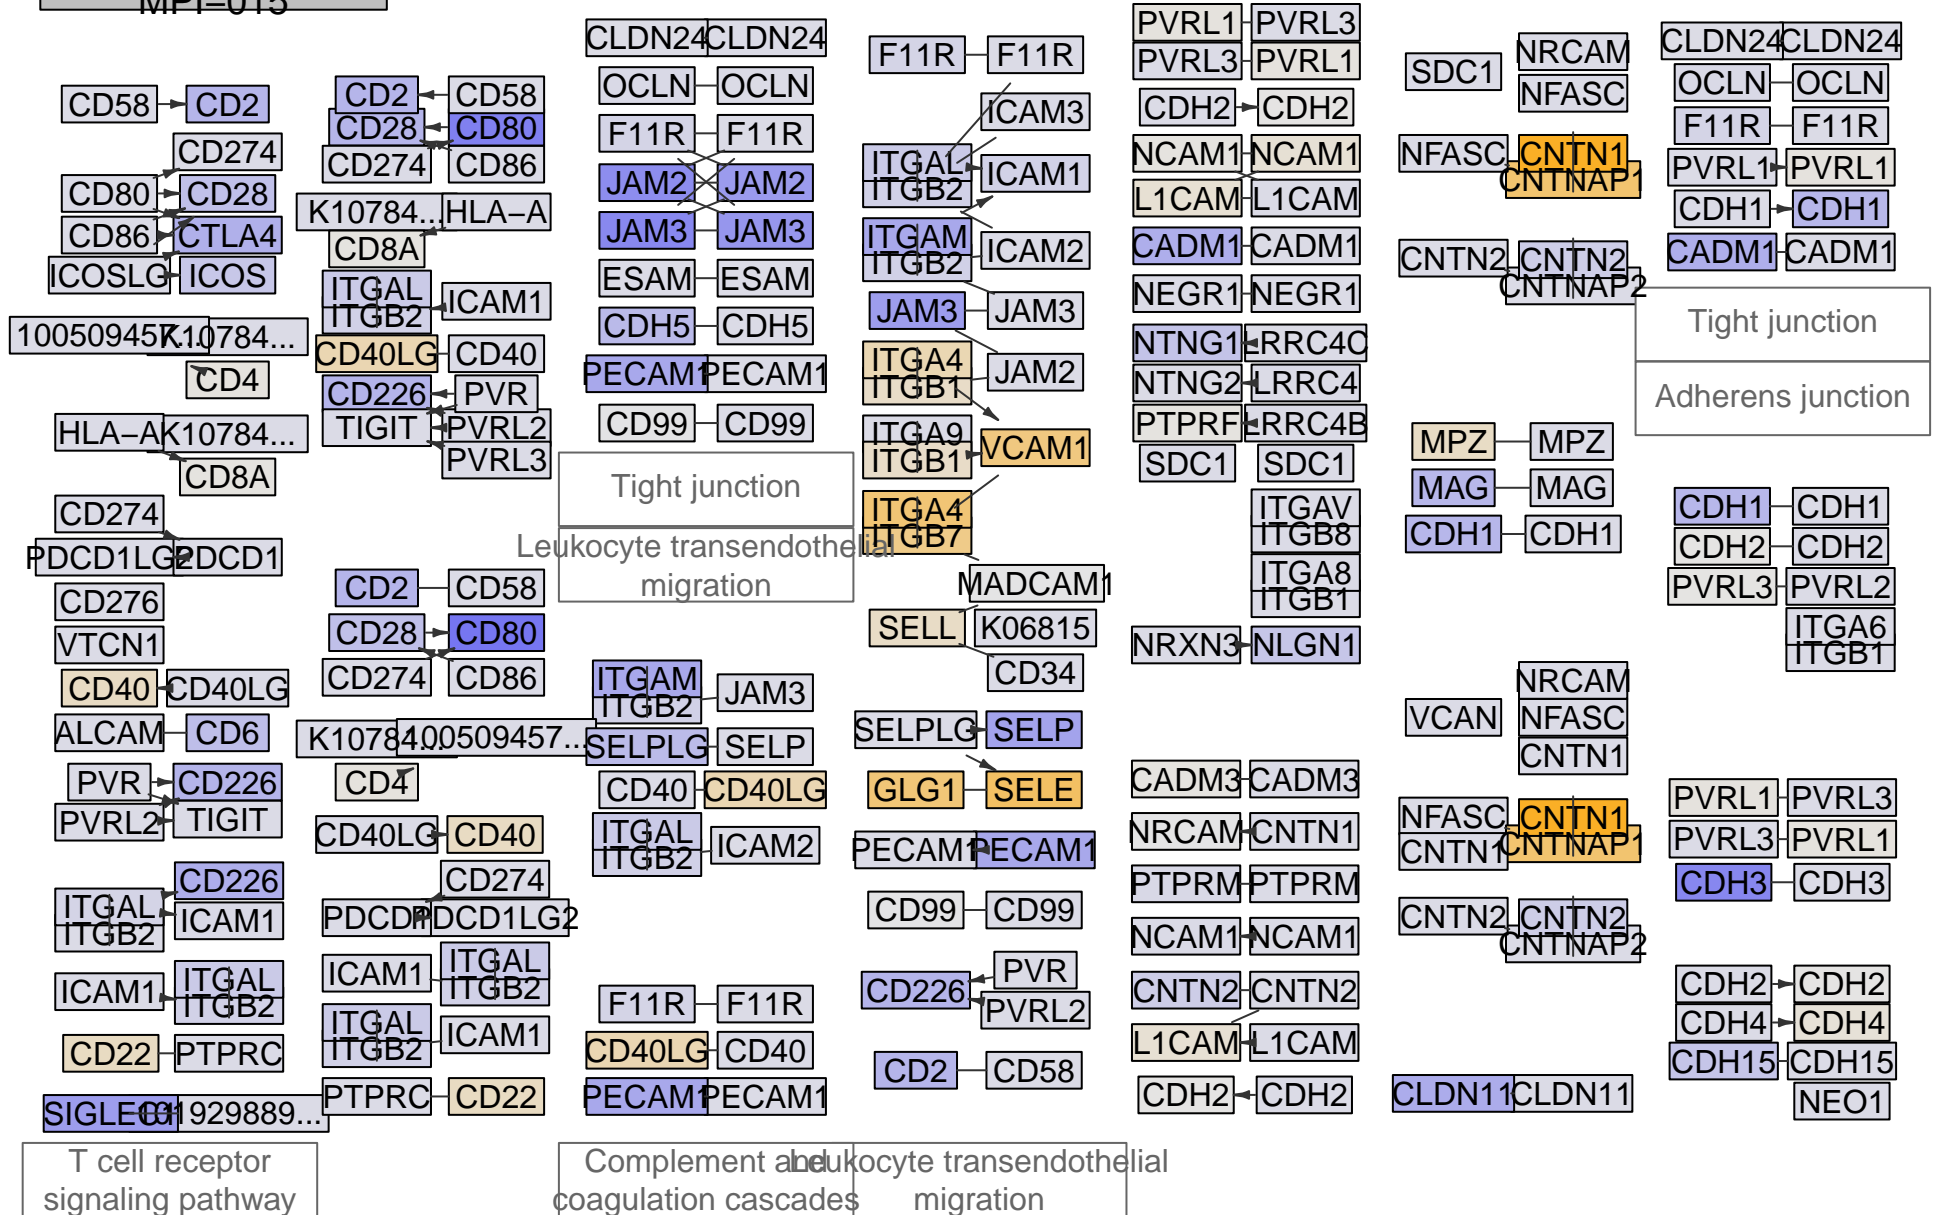 MPI−015
CD58
CD2
CD274
CD80
CD28
CD86
CTLA4
ICOSLG
ICOS
100509457...
K10784...
CD4
HLA−A
K10784...
CD8A
CD274
PDCD1LG2
PDCD1
CD276
VTCN1
CD40
CD40LG
ALCAM
CD6
PVR
CD226
PVRL2
TIGIT
CD226
ITGAL
ITGB2
ICAM1
ICAM1
ITGAL
ITGB2
CD22
PTPRC
T cell receptor
signaling pathway
CD2
CD58
CD28
CD80
CD274
CD86
K10784...
HLA−A
CD8A
ITGAL
ITGB2
ICAM1
CD40LG
CD40
CD226
PVR
TIGIT
PVRL2
PVRL3
CD2
CD58
CD28
CD80
CD274
CD86
K10784...
100509457...
CD4
CD40LG
CD40
CD274
PDCD1
PDCD1LG2
ICAM1
ITGAL
ITGB2
ITGAL
ITGB2
ICAM1
PTPRC
CD22
CLDN24
CLDN24
OCLN
OCLN
F11R
F11R
JAM2
JAM2
JAM3
JAM3
ESAM
ESAM
CDH5
CDH5
PECAM1
PECAM1
CD99
CD99
Tight junction
Leukocyte transendothelial
migration
ITGAM
ITGB2
JAM3
SELPLG
SELP
CD40
CD40LG
ITGAL
ITGB2
ICAM2
F11R
F11R
CD40LG
CD40
PECAM1
PECAM1
Complement and
coagulation cascades
F11R
F11R
ICAM3
ITGAL
ITGB2
ICAM1
ITGAM
ITGB2
ICAM2
JAM3
JAM3
ITGA4
ITGB1
JAM2
ITGA9
ITGB1
VCAM1
ITGA4
ITGB7
MADCAM1
SELL
K06815
CD34
SELPLG
SELP
GLG1
SELE
PECAM1
PECAM1
CD99
CD99
CD226
PVR
PVRL2
CD2
CD58
Leukocyte transendothelial
migration
PVRL1
PVRL3
PVRL3
PVRL1
CDH2
CDH2
NCAM1
NCAM1
L1CAM
L1CAM
CADM1
CADM1
NEGR1
NEGR1
NTNG1
LRRC4C
NTNG2
LRRC4
PTPRF
LRRC4B
SDC1
SDC1
ITGAV
ITGB8
ITGA8
ITGB1
NRXN3
NLGN1
CADM3
CADM3
NRCAM
CNTN1
PTPRM
PTPRM
NCAM1
NCAM1
CNTN2
CNTN2
L1CAM
L1CAM
CDH2
CDH2
SDC1
NRCAM
NFASC
NFASC
CNTN1
CNTNAP1
CNTN2
CNTN2
CNTNAP2
MPZ
MPZ
MAG
MAG
CDH1
CDH1
VCAN
NRCAM
NFASC
CNTN1
NFASC
CNTN1
CNTN1
CNTNAP1
CNTN2
CNTN2
CNTNAP2
CLDN11
CLDN11
CLDN24
CLDN24
OCLN
OCLN
F11R
F11R
PVRL1
PVRL1
CDH1
CDH1
CADM1
CADM1
Tight junction
Adherens junction
CDH1
CDH1
CDH2
CDH2
PVRL3
PVRL2
ITGA6
ITGB1
PVRL1
PVRL3
PVRL3
PVRL1
CDH3
CDH3
CDH2
CDH2
CDH4
CDH4
CDH15
CDH15
NEO1